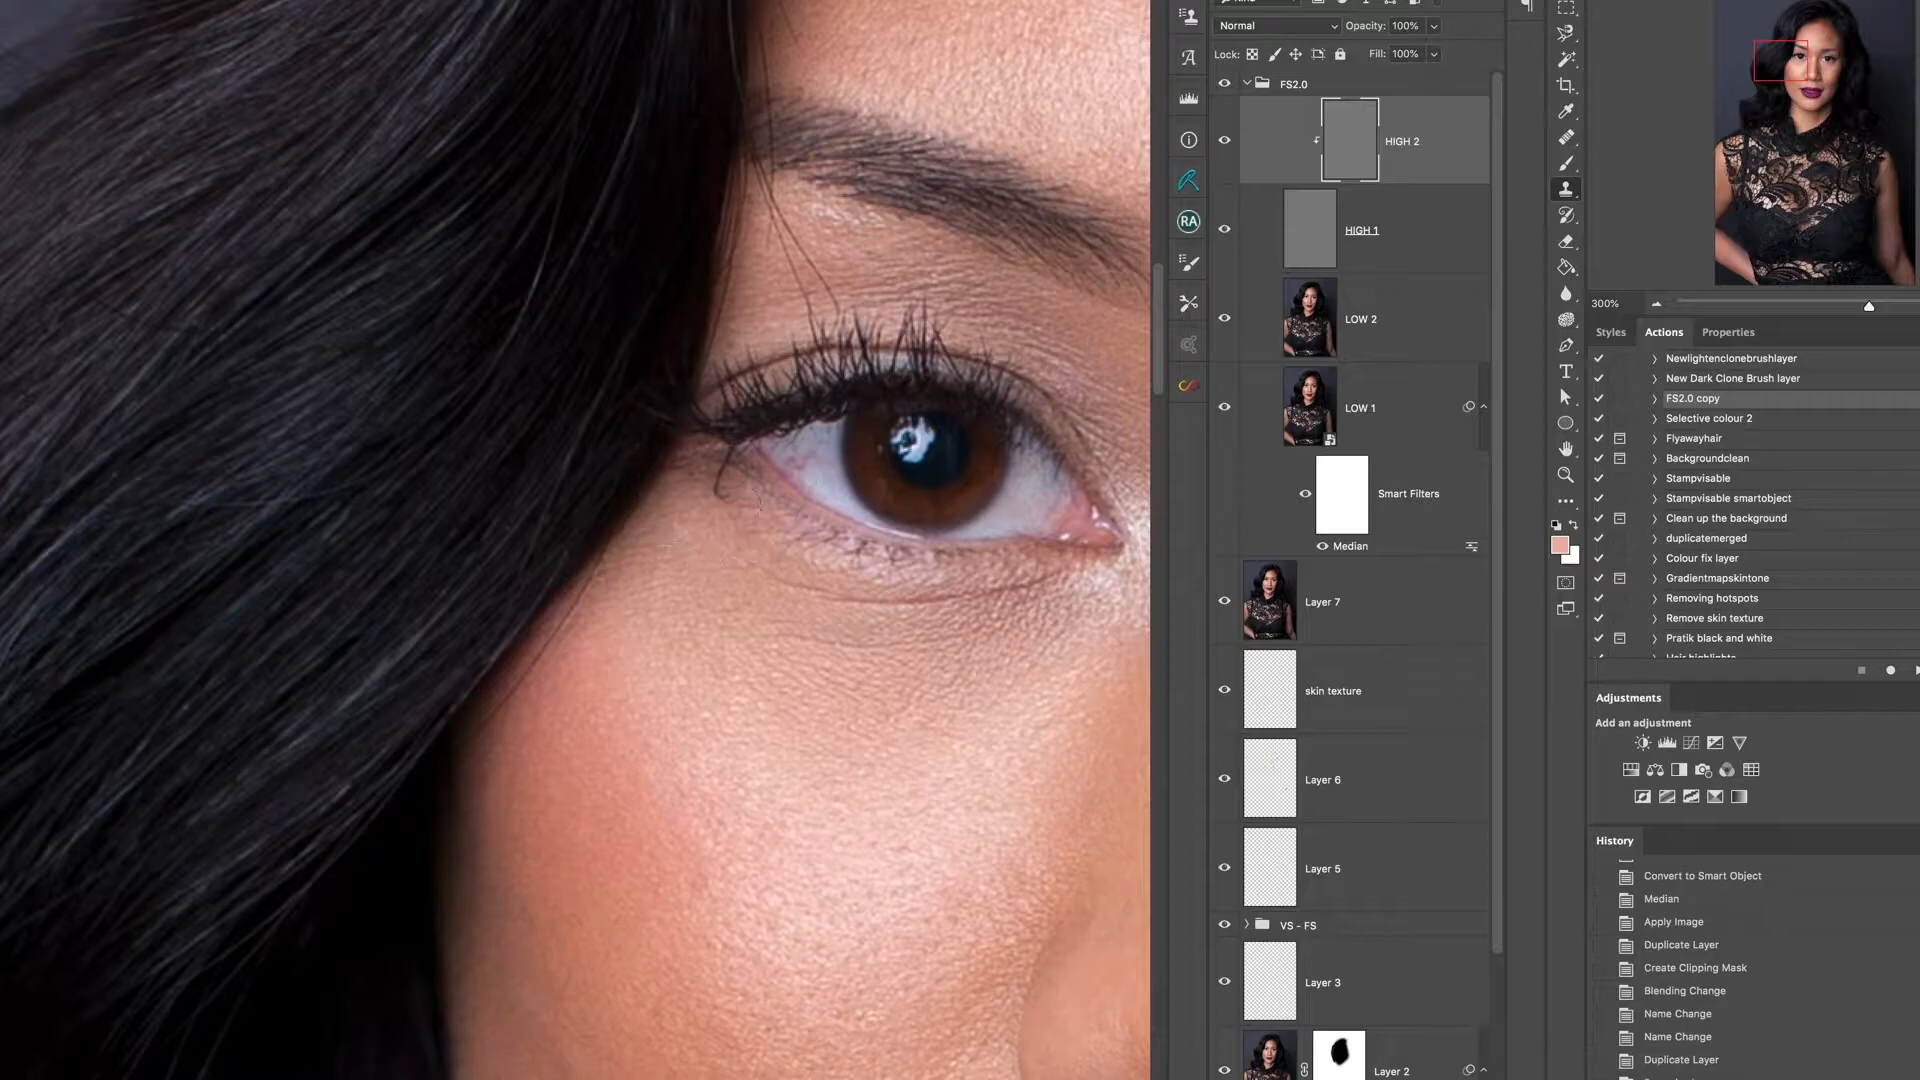 Normal
Opacity: 100%
Lock:
Fill: 100%
FS2.0
HIGH 2
HIGH 1
LOW 2
LOW 1
Smart Filters
Median
Layer 7
skin texture
Layer 6
Layer 5
VS - FS
Layer 3
Layer 2
A
RA
T
300%
Styles Actions Properties
Newlightenclonebrushlayer
New Dark Clone Brush layer
FS2.0 copy
Selective colour 2
Flyawayhair
Backgroundclean
Stampvisable
Stampvisable smartobject
Clean up the background
duplicatemerged
Colour fix layer
Gradientmapskintone
Removing hotspots
Remove skin texture
Pratik black and white
Hair highlights
Adjustments
Add an adjustment
History
Convert to Smart Object
Median
Apply Image
Duplicate Layer
Create Clipping Mask
Blending Change
Name Change
Name Change
Duplicate Layer